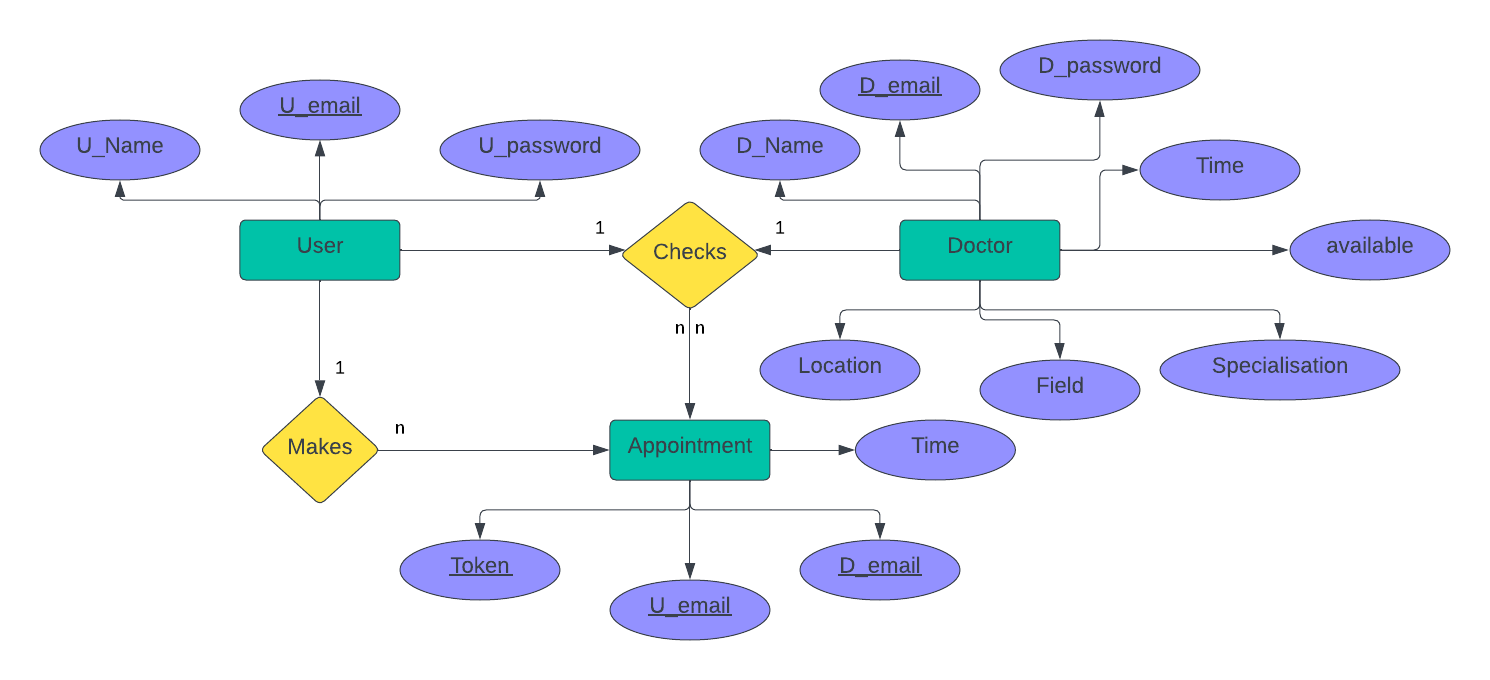 D_password
D_email
U_email
U_Name
U_password
D_Name
Time
1
1
User
Checks
Doctor
available
n n
1
Location
Field
Specialisation
n
Makes
Appointment
Time
Token
U_email
D_email